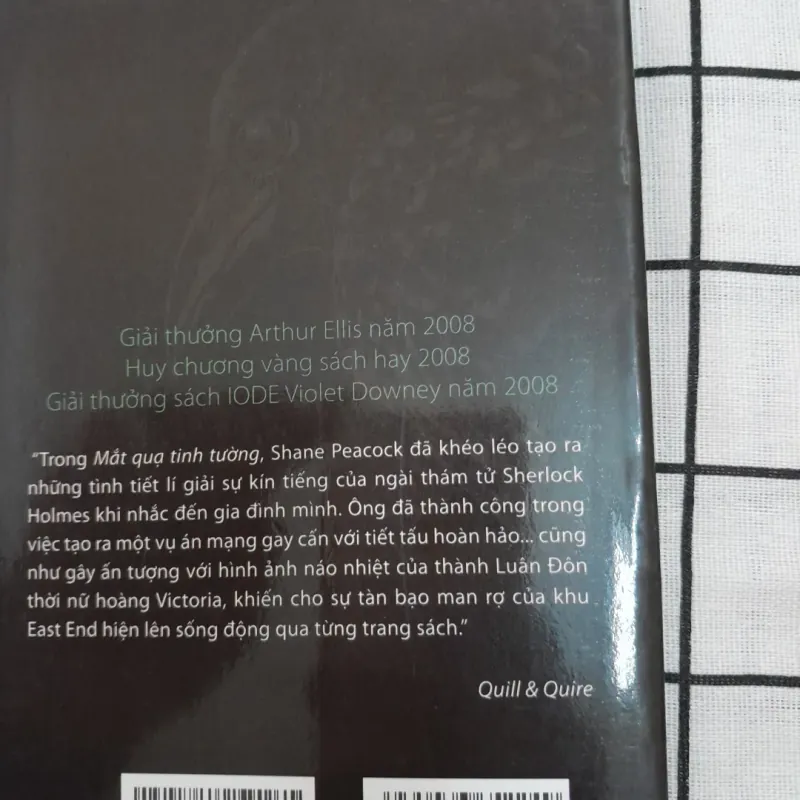 Giải thưởng Arthur Ellis năm 2008
Huy chương vàng sách hay 2008
Giải thưởng sách IODE Violet Downey năm 2008
“Trong Mắt quạ tinh tường, Shane Peacock đã khéo léo tạo ra
những tình tiết lí giải sự kín tiếng của ngài thám tử Sherlock
Holmes khi nhắc đến gia đình mình. Ông đã thành công trong
việc tạo ra một vụ án mạng gay cấn với tiết tấu hoàn hảo... cũng
như gây ấn tượng với hình ảnh náo nhiệt của thành Luân Đôn
thời nữ hoàng Victoria, khiến cho sự tàn bạo man rợ của khu
East End hiện lên sống động qua từng trang sách.”
Quill & Quire